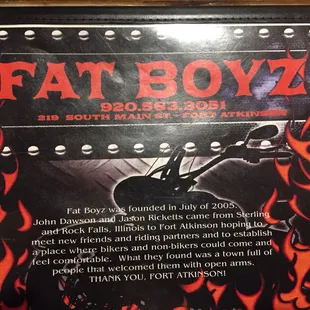 FAT BOYZ
920.563.3051
219 SOUTH MAIN ST. - FORT ATKINSON
Fat Boyz was founded in July of 2005.
John Dawson and Jason Ricketts came from Sterling
and Rock Falls, Illinois to Fort Atkinson hoping to
meet new friends and riding partners and to establish
a place where bikers and non-bikers could come and
feel comfortable. What they found was a town full of
people that welcomed them with open arms.
THANK YOU, FORT ATKINSON!